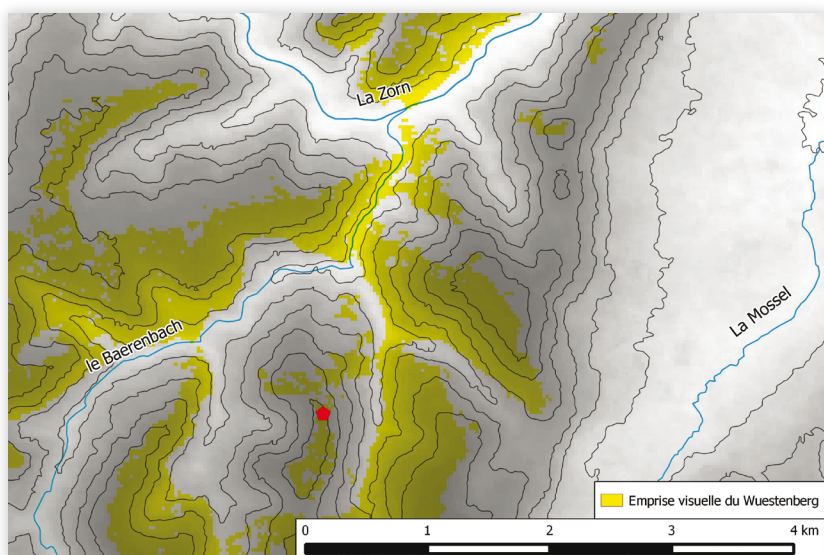 La Zorn
le Baerenbach
La Mossel
Emprise visuelle du Wuestenberg
0 1 2 3 4 km